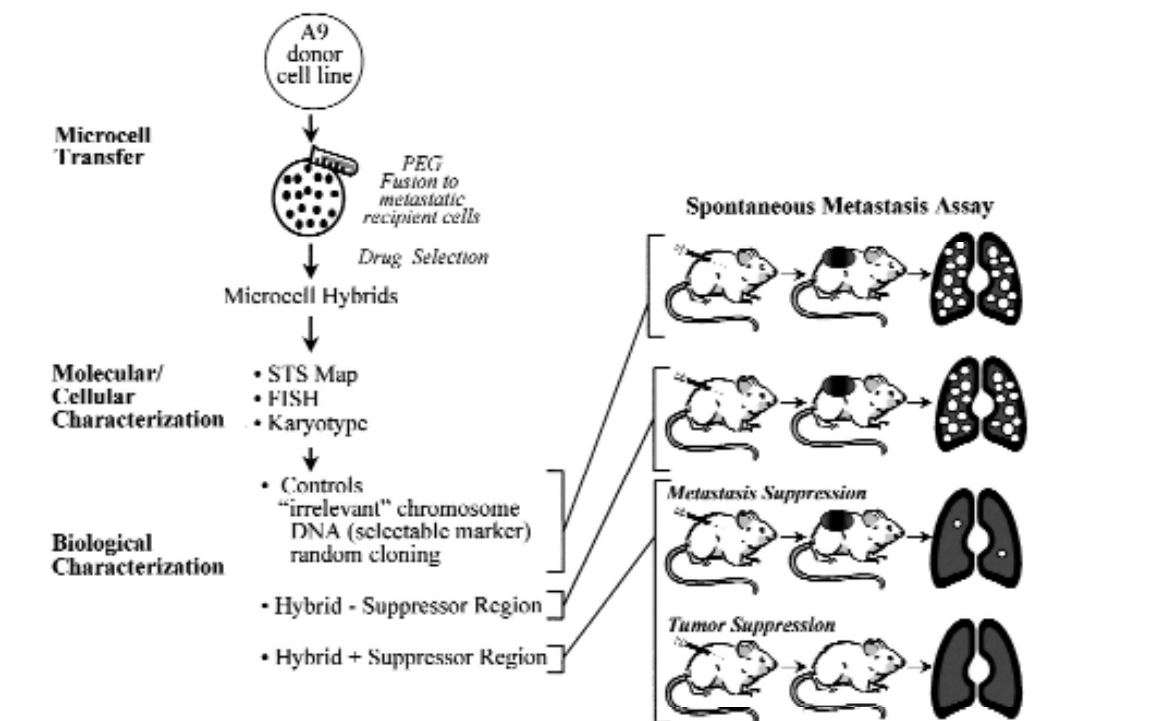 A9
donor
cell line
Microcell
Transfer
PEG
Fusion to
metastatic
recipient cells
Drug Selection
Microcell Hybrids
Molecular/
Cellular
Characterization
• STS Map
• FISH
• Karyotype
Biological
Characterization
• Controls
"irrelevant" chromosome
DNA (selectable marker)
random cloning
• Hybrid - Suppressor Region
• Hybrid + Suppressor Region
Spontaneous Metastasis Assay
Metastasis Suppression
Tumor Suppression